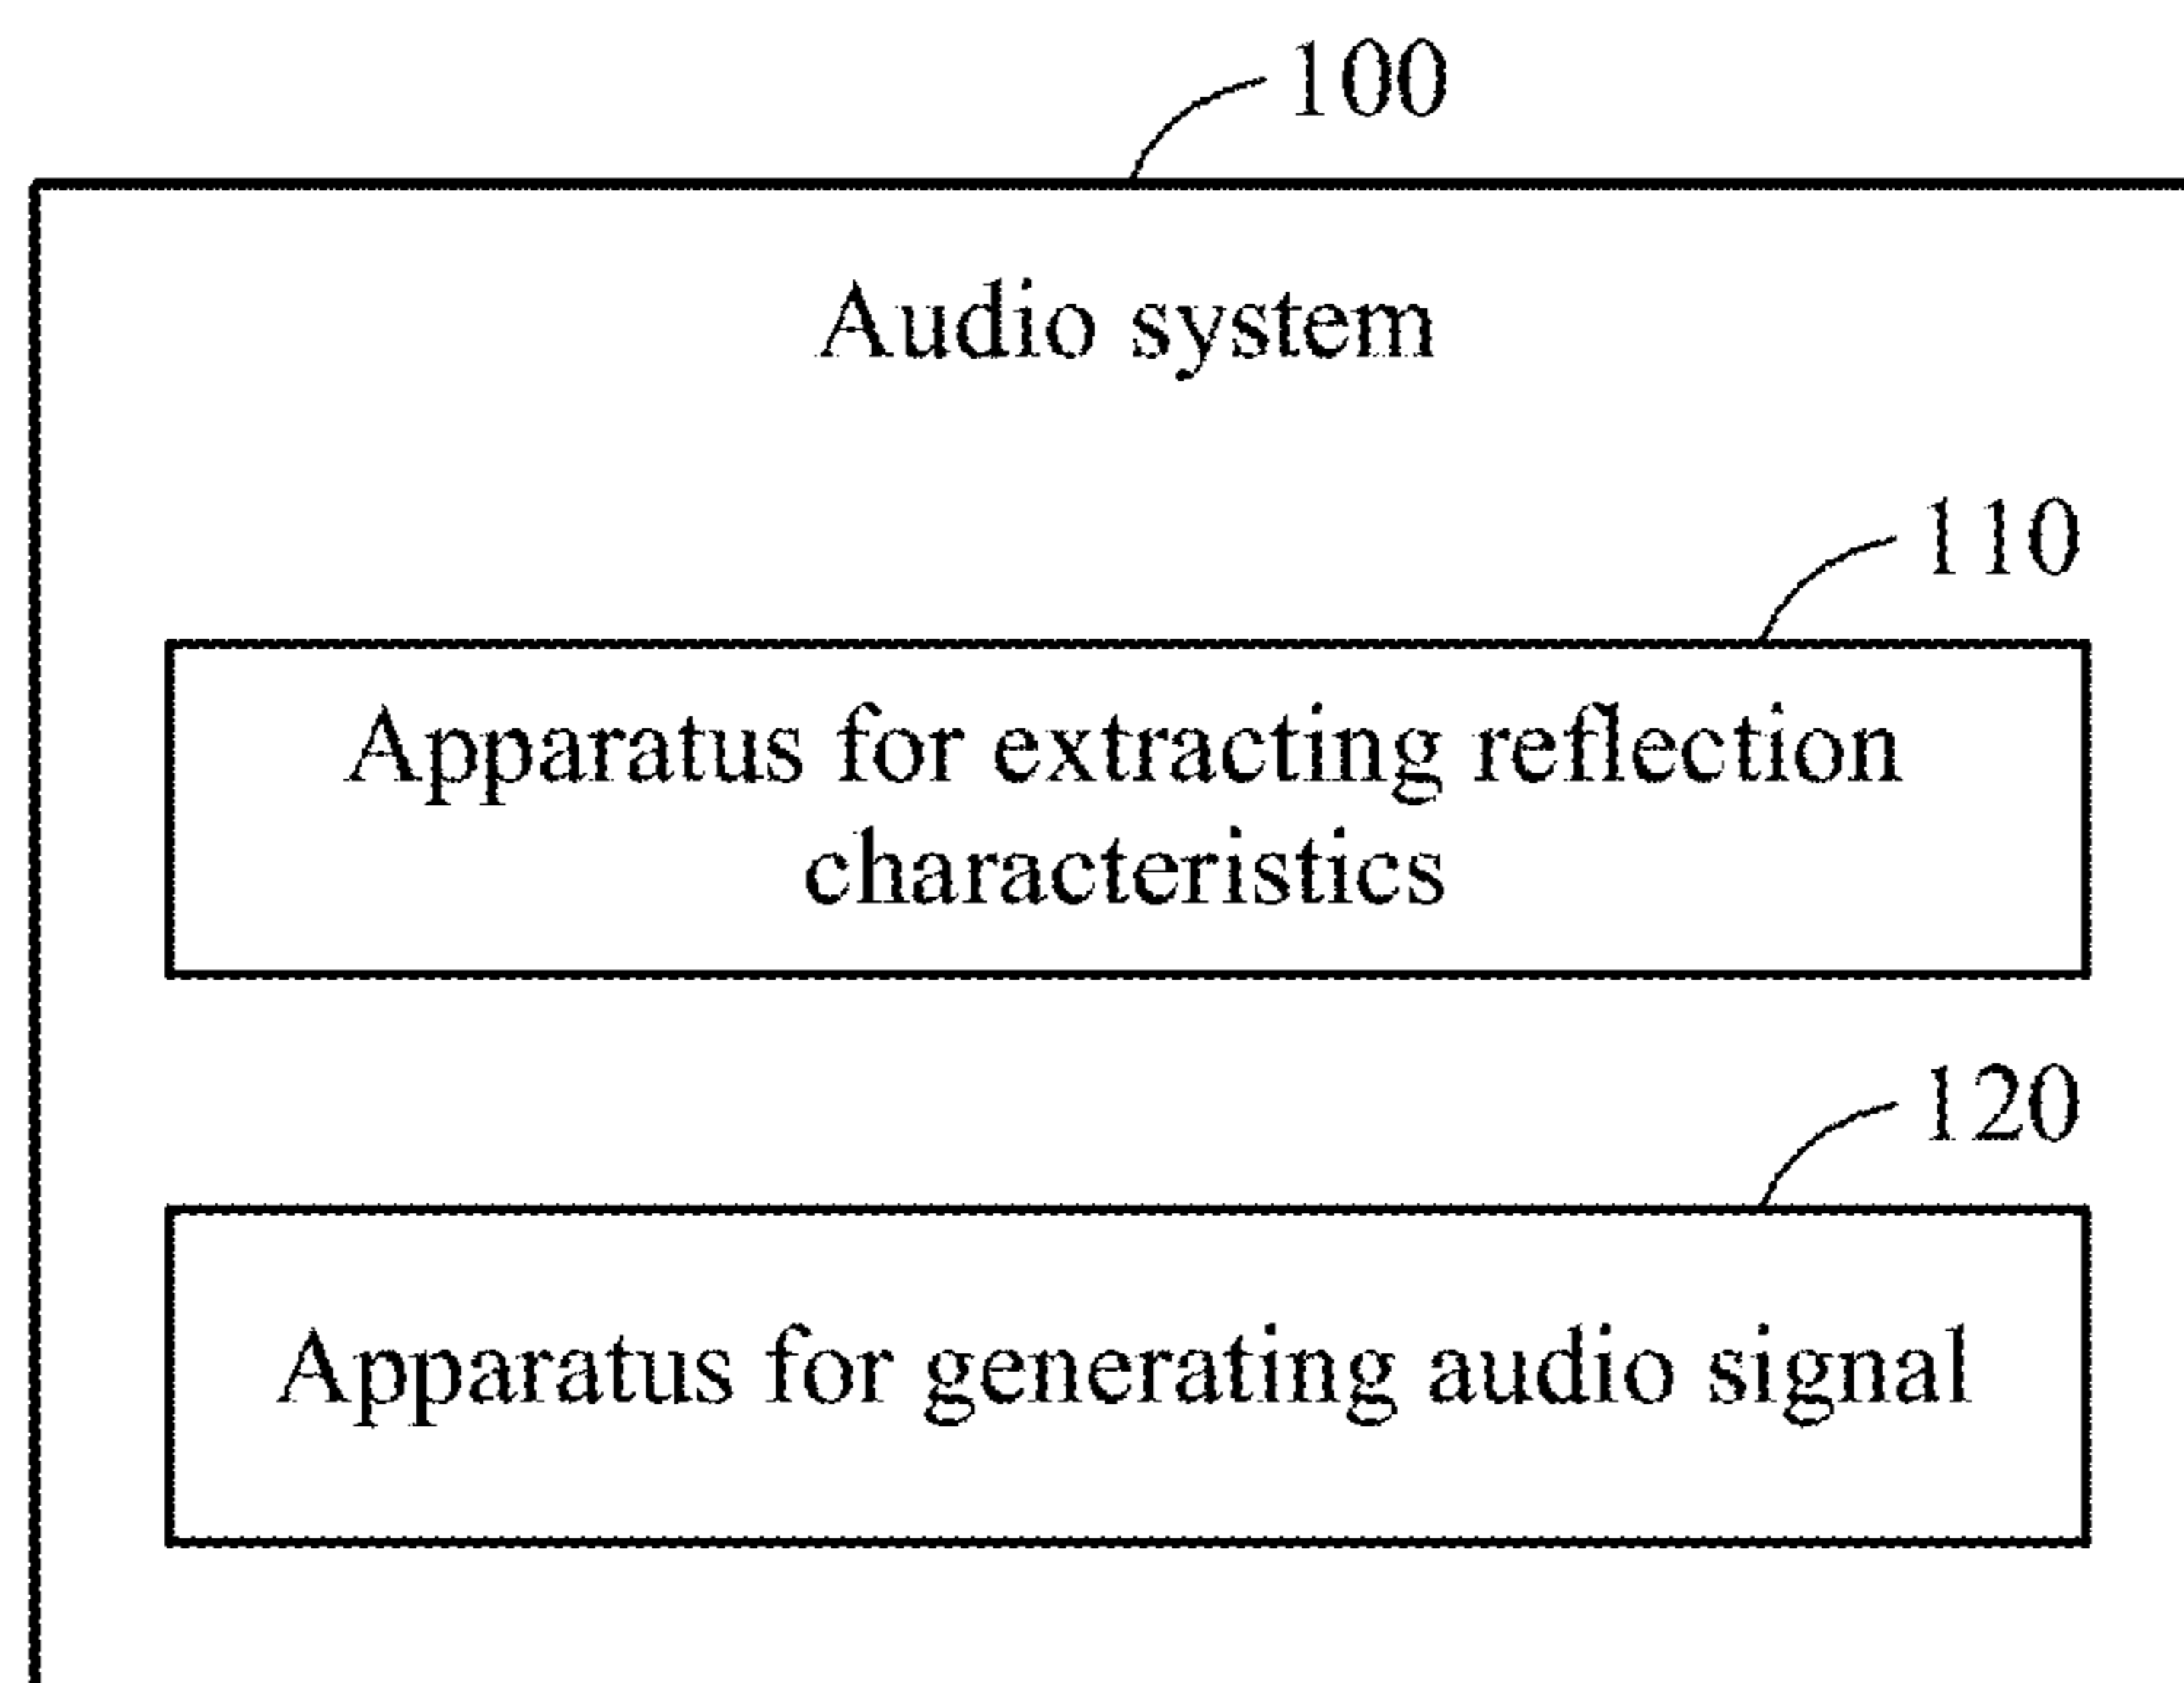 100
Audio system
110
Apparatus for extracting reflection
characteristics
120
Apparatus for generating audio signal